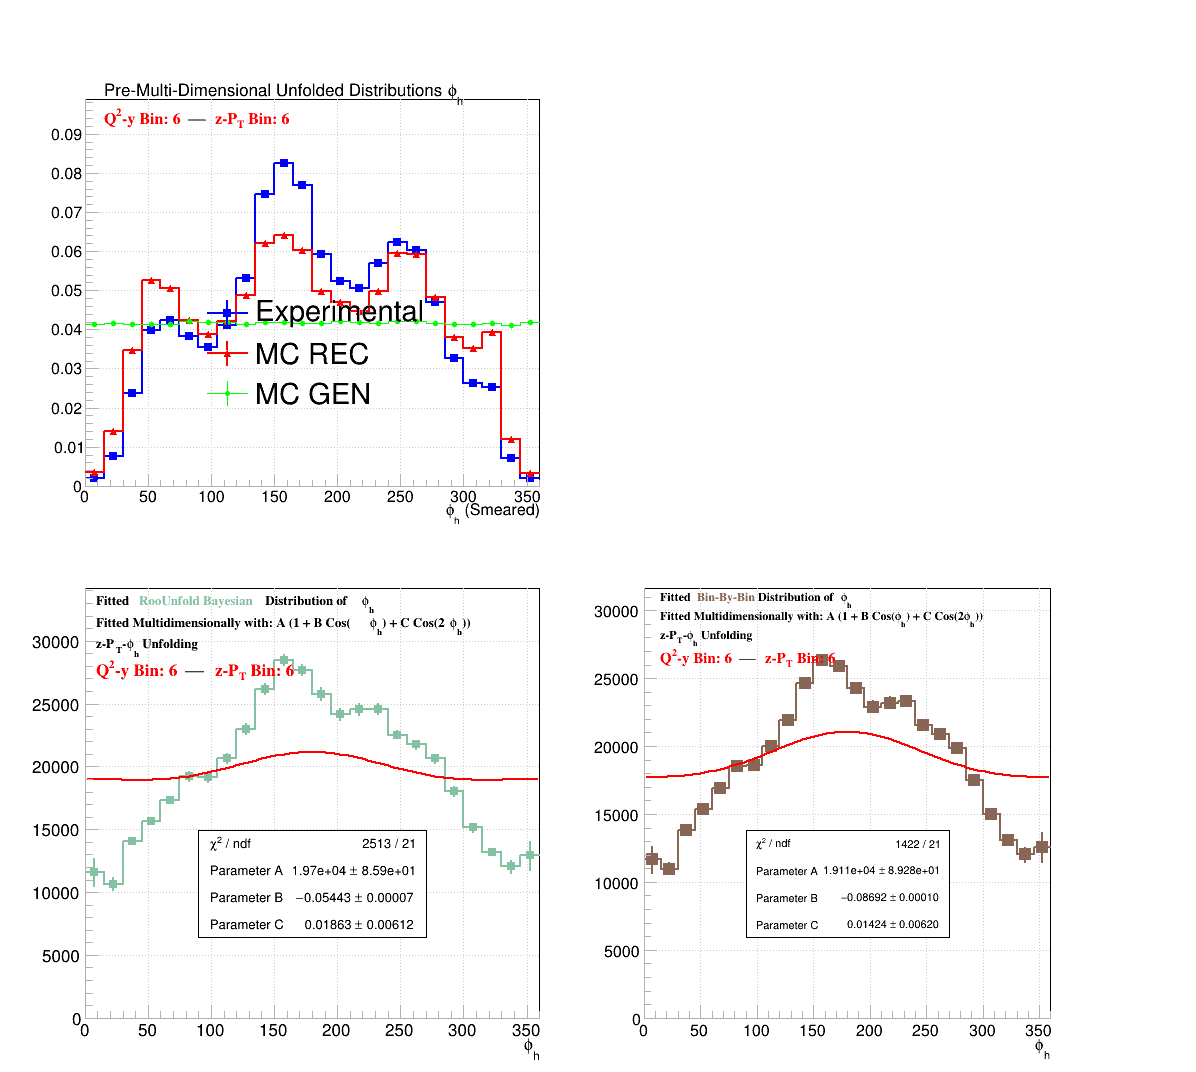 Pre-Multi-Dimensional Unfolded Distributions ϕh
Q²-y Bin: 6 — z-PT Bin: 6
0.09
0.08
0.07
0.06
0.05
0.04
0.03
0.02
0.01
0
Experimental
MC REC
MC GEN
0 50 100 150 200 250 300 350
ϕh (Smeared)
Fitted RooUnfold Bayesian Distribution of ϕh
Fitted Multidimensionally with: A (1 + B Cos( ϕh) + C Cos(2 ϕh))
z-PT-ϕh Unfolding
Q²-y Bin: 6 — z-PT Bin: 6
30000
25000
20000
15000
10000
5000
0
χ² / ndf 2513 / 21
Parameter A 1.97e+04 ± 8.59e+01
Parameter B −0.05443 ± 0.00007
Parameter C 0.01863 ± 0.00612
0 50 100 150 200 250 300 350
ϕh
Fitted Bin-By-Bin Distribution of ϕh
Fitted Multidimensionally with: A (1 + B Cos(ϕh) + C Cos(2ϕh))
z-PT-ϕh Unfolding
Q²-y Bin: 6 — z-PT Bin: 6
30000
25000
20000
15000
10000
5000
0
χ² / ndf 1422 / 21
Parameter A 1.911e+04 ± 8.928e+01
Parameter B −0.08692 ± 0.00010
Parameter C 0.01424 ± 0.00620
0 50 100 150 200 250 300 350
ϕh